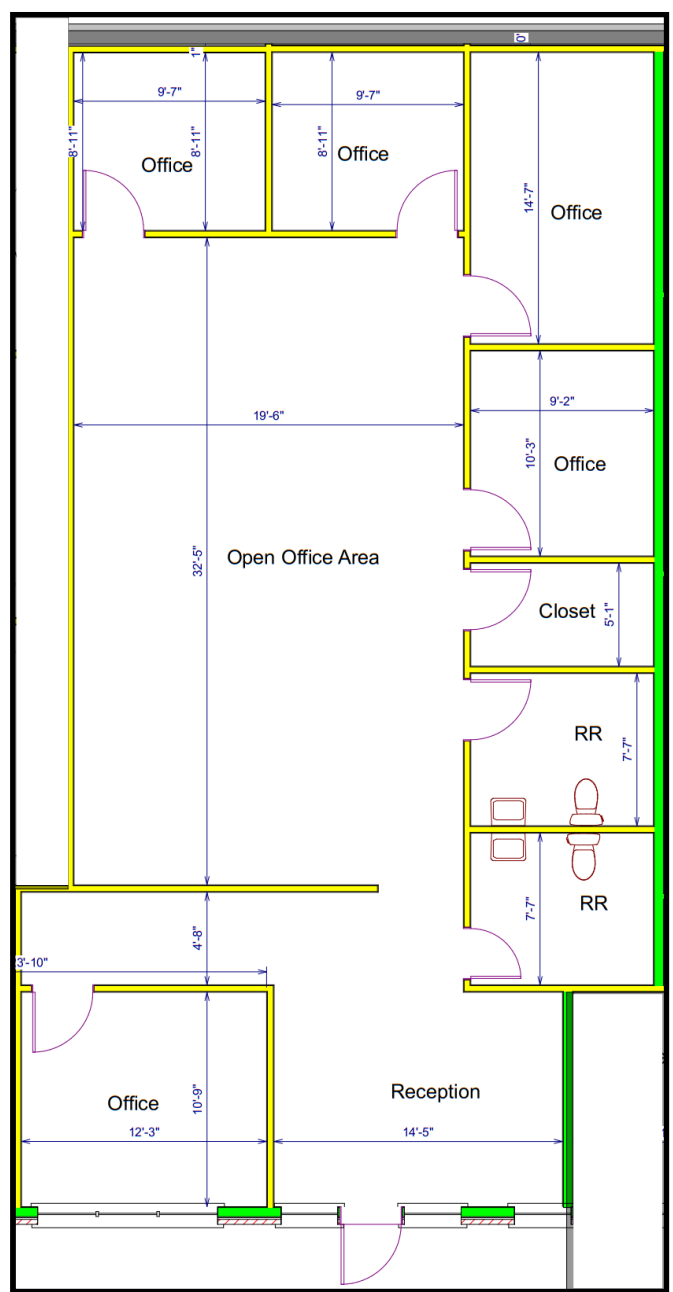 0'
1"
9'-7"
9'-7"
8'-11"
8'-11"
8'-11"
Office
Office
14'-7"
Office
19'-6"
9'-2"
10'-3"
Office
32'-5"
Open Office Area
Closet
5'-1"
RR
7'-7"
7'-7"
RR
4'-8"
3'-10"
10'-9"
Office
Reception
12'-3"
14'-5"